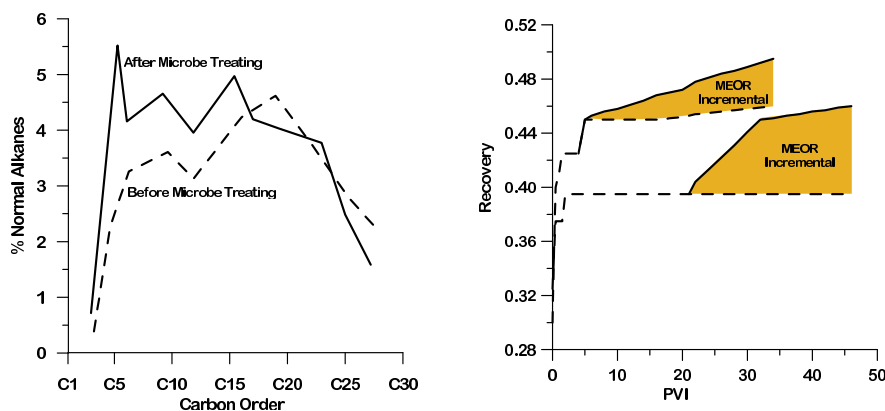 6
5
4
3
2
1
0
% Normal Alkanes
After Microbe Treating
Before Microbe Treating
C1 C5 C10 C15 C20 C25 C30
Carbon Order
0.52
0.48
0.44
0.40
0.36
0.32
0.28
Recovery
MEOR
Incremental
MEOR
Incremental
0 10 20 30 40 50
PVI